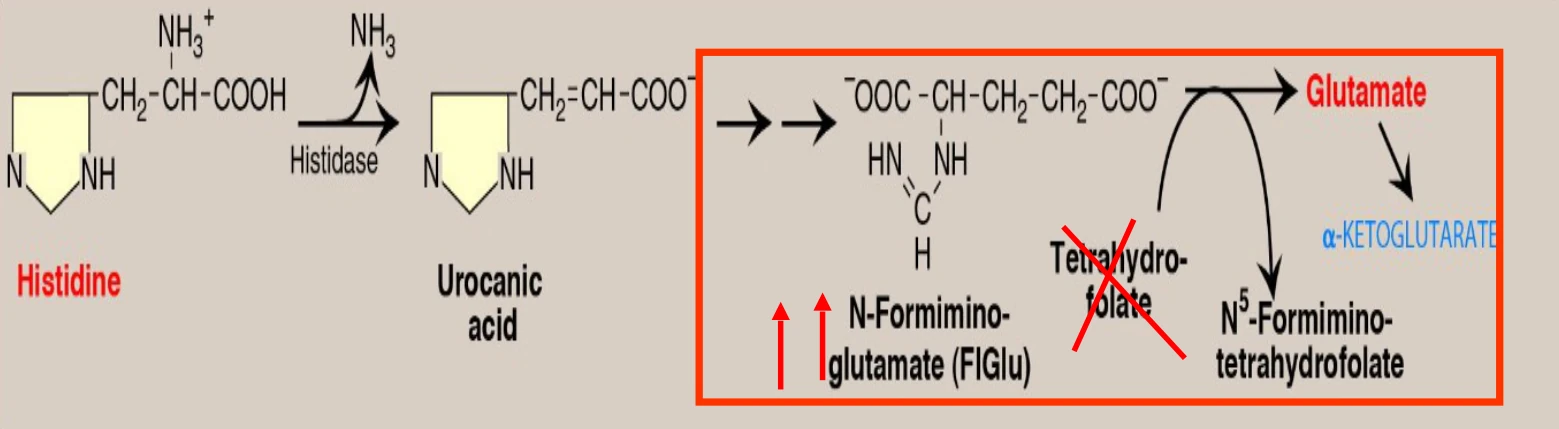 NH₃⁺
CH₂-CH-COOH
N
NH
Histidine
NH₃
Histidase
CH₂=CH-COO⁻
N
NH
Urocanic
acid
⁻OOC-CH-CH₂-CH₂-COO⁻
HN
NH
C
H
N-Formimino-
glutamate (FIGlu)
Tetrahydro-
folate
Glutamate
α-KETOGLUTARATE
N⁵-Formimino-
tetrahydrofolate